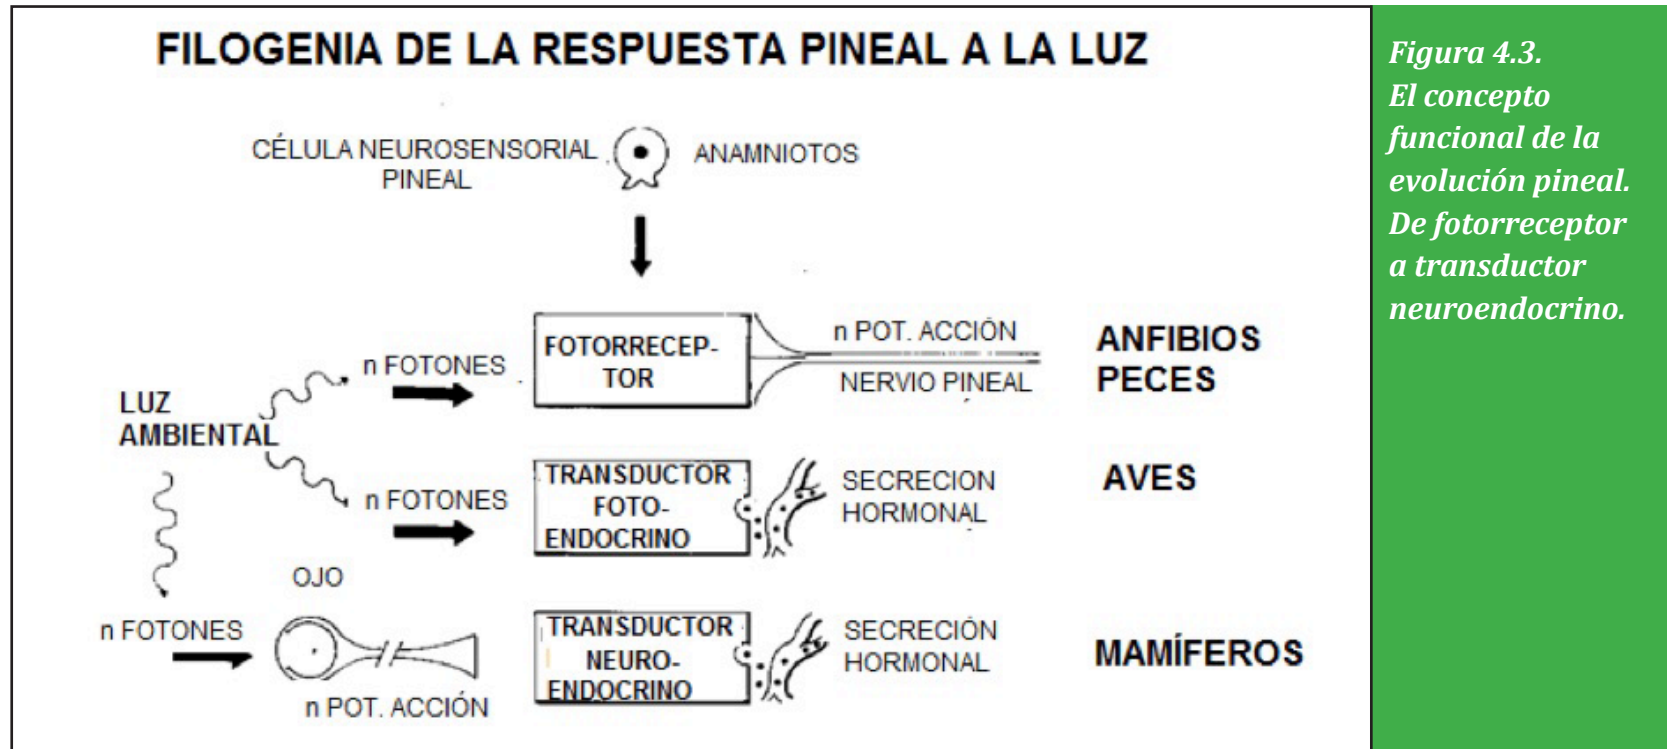 FILOGENIA DE LA RESPUESTA PINEAL A LA LUZ
CÉLULA NEUROSENSORIAL
PINEAL
ANAMNIOTOS
n FOTONES
FOTORRECEP-
TOR
n POT. ACCIÓN
NERVIO PINEAL
ANFIBIOS
PECES
LUZ
AMBIENTAL
n FOTONES
TRANSDUCTOR
FOTO-
ENDOCRINO
SECRECION
HORMONAL
AVES
OJO
n FOTONES
n POT. ACCIÓN
TRANSDUCTOR
NEURO-
ENDOCRINO
SECRECIÓN
HORMONAL
MAMÍFEROS
Figura 4.3.
El concepto
funcional de la
evolución pineal.
De fotorreceptor
a transductor
neuroendocrino.